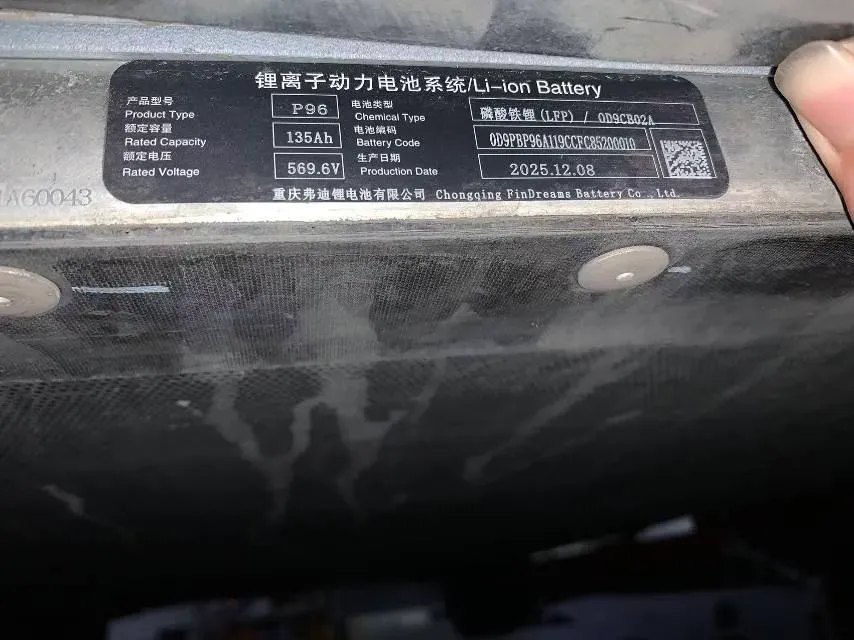 锂离子动力电池系统/Li-ion Battery
产品型号 P96 电池类型 磷酸铁锂 (LFP) / 0D9CB02A
Product Type Chemical Type
额定容量 135Ah 电池编码 0D9PBP96A119CCFC85200010
Rated Capacity Battery Code
额定电压 569.6V 生产日期 2025.12.08
Rated Voltage Production Date
重庆弗迪锂电池有限公司 Chongqing FinDreams Battery Co., Ltd.
A60043